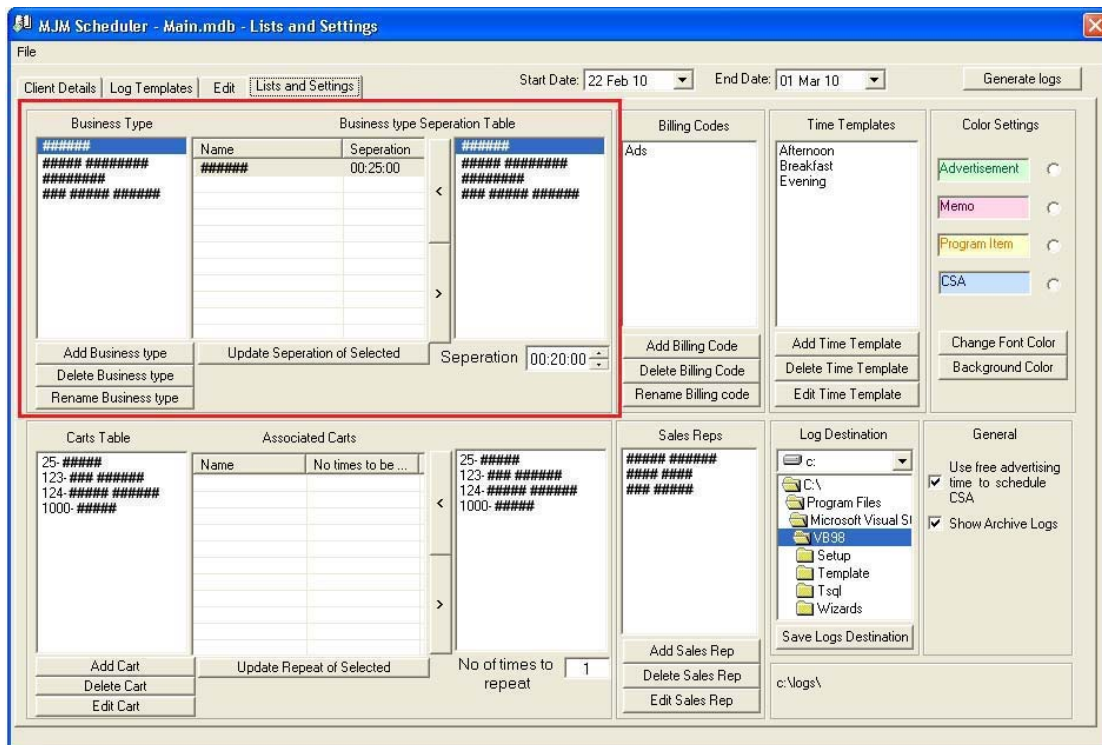 MJM Scheduler - Main.mdb - Lists and Settings
File
Client Details Log Templates Edit Lists and Settings
Start Date: 22 Feb 10 End Date: 01 Mar 10 Generate logs
Business Type
######
##### ########
########
### ##### ######
Add Business type
Delete Business type
Rename Business type
Business type Seperation Table
Name Seperation
###### 00:25:00
<
>
######
##### ########
########
### ##### ######
Update Seperation of Selected
Seperation 00:20:00
Billing Codes
Ads
Add Billing Code
Delete Billing Code
Rename Billing code
Time Templates
Afternoon
Breakfast
Evening
Add Time Template
Delete Time Template
Edit Time Template
Color Settings
Advertisement
Memo
Program Item
CSA
Change Font Color
Background Color
Carts Table
25- #####
123- ### ######
124- ##### ######
1000- #####
Add Cart
Delete Cart
Edit Cart
Associated Carts
Name No times to be ...
<
>
25- #####
123- ### ######
124- ##### ######
1000- #####
Update Repeat of Selected
No of times to
repeat
1
Sales Reps
##### ######
#### ####
### #####
Add Sales Rep
Delete Sales Rep
Edit Sales Rep
Log Destination
c:
C:\
Program Files
Microsoft Visual St
VB98
Setup
Template
Tsql
Wizards
Save Logs Destination
c:\logs\
General
Use free advertising
time to schedule
CSA
Show Archive Logs